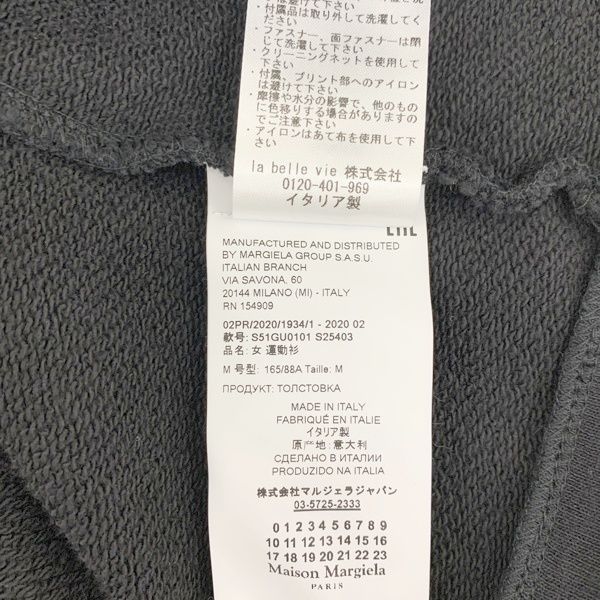 は避けて下さい
・付属品は取り外して洗濯してく
ださい
・ファスナー、面ファスナーは閉
じて洗濯して下さい
・クリーニングネットを使用して
下さい
・付属、プリント部へのアイロン
は避けて下さい
・摩擦や水分の影響で、他のもの
に色移りする場合がありますの
でご注意下さい
・アイロンはあて布を使用して下
さい
la belle vie 株式会社
0120-401-969
イタリア製
MANUFACTURED AND DISTRIBUTED
BY MARGIELA GROUP S.A.S.U.
ITALIAN BRANCH
VIA SAVONA, 60
20144 MILANO (MI) - ITALY
RN 154909
02PR/2020/1934/1 - 2020 02
款号: S51GU0101 S25403
品名: 女 運動衫
M 号型: 165/88A Taille: M
ПРОДУКТ: ТОЛСТОВКА
MADE IN ITALY
FABRIQUÉ EN ITALIE
イタリア製
原产地: 意大利
СДЕЛАНО В ИТАЛИИ
PRODUZIDO NA ITALIA
株式会社マルジェラジャパン
03-5725-2333
0 1 2 3 4 5 6 7 8 9
10 11 12 13 14 15 16
17 18 19 20 21 22 23
Maison Margiela
PARIS